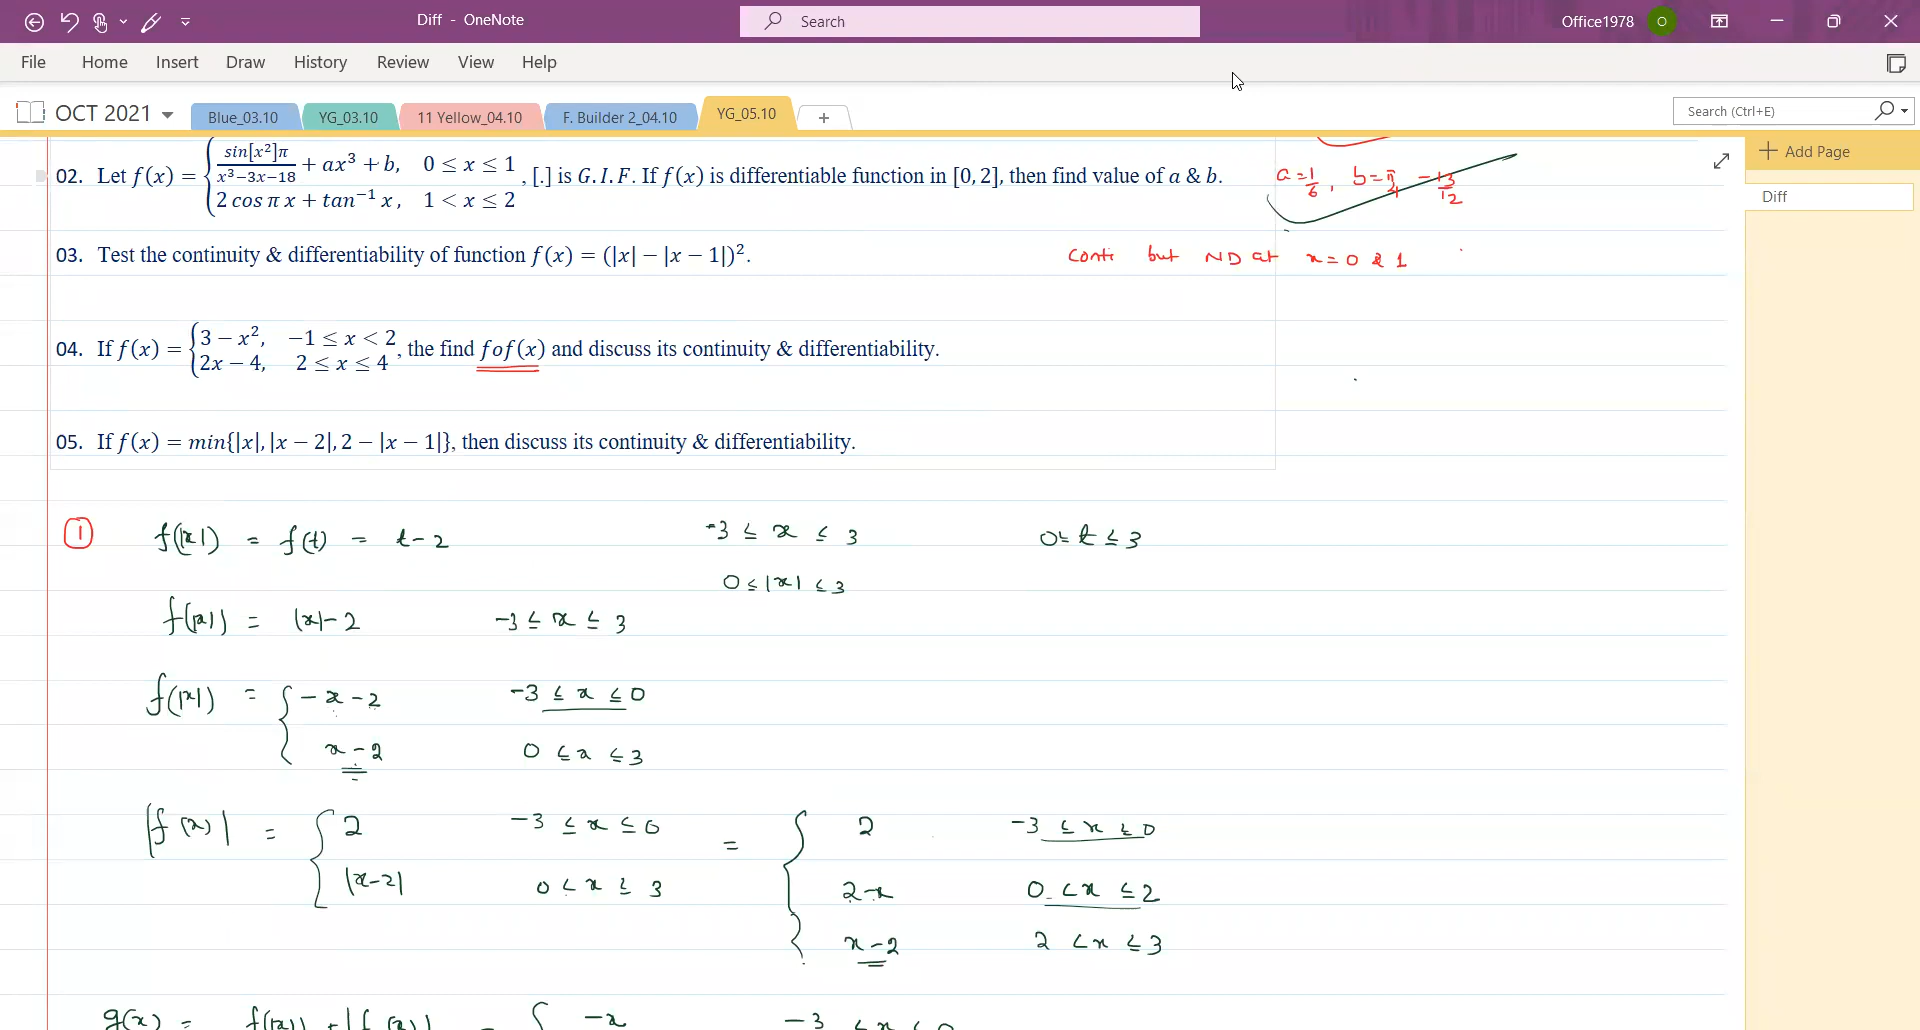 Diff - OneNote
Search
Office1978
O
File Home Insert Draw History Review View Help
OCT 2021
Blue_03.10
YG_03.10
11 Yellow_04.10
F. Builder 2_04.10
YG_05.10
+
Search (Ctrl+E)
+ Add Page
Diff
02. Let f(x) = { sin[x²]π / x³−3x−18 + ax³ + b, 0 ≤ x ≤ 1
2 cos π x + tan⁻¹ x, 1 < x ≤ 2 , [.] is G.I.F. If f(x) is differentiable function in [0, 2], then find value of a & b.
a = 1/6, b = π/4 − 13/12
03. Test the continuity & differentiability of function f(x) = (|x| − |x − 1|)².
conti but ND at x = 0 & 1
04. If f(x) = { 3 − x², −1 ≤ x < 2
2x − 4, 2 ≤ x ≤ 4 , the find fof(x) and discuss its continuity & differentiability.
05. If f(x) = min{|x|, |x − 2|, 2 − |x − 1|}, then discuss its continuity & differentiability.
1 f(|x|) = f(t) = t − 2 −3 ≤ x ≤ 3 0 ≤ t ≤ 3
0 ≤ |x| ≤ 3
f(|x|) = |x| − 2 −3 ≤ x ≤ 3
f(|x|) = { −x − 2 −3 ≤ x ≤ 0
x − 2 0 ≤ x ≤ 3
|f(x)| = { 2 −3 ≤ x ≤ 0 = { 2 −3 ≤ x ≤ 0
|x−2| 0 < x ≤ 3 2−x 0 < x ≤ 2
x−2 2 < x ≤ 3
g(x) = f(|x|) + |f(x)| = { −x −3 ≤ x ≤ 0